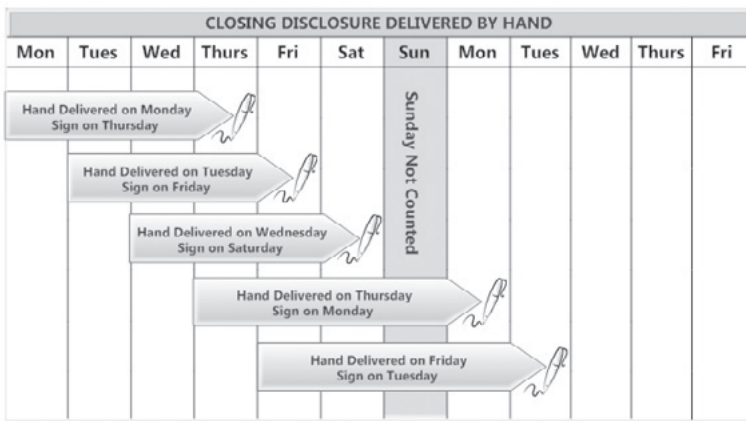 CLOSING DISCLOSURE DELIVERED BY HAND
Mon Tues Wed Thurs Fri Sat Sun Mon Tues Wed Thurs Fri
Hand Delivered on Monday
Sign on Thursday
Hand Delivered on Tuesday
Sign on Friday
Hand Delivered on Wednesday
Sign on Saturday
Hand Delivered on Thursday
Sign on Monday
Hand Delivered on Friday
Sign on Tuesday
Sunday Not Counted